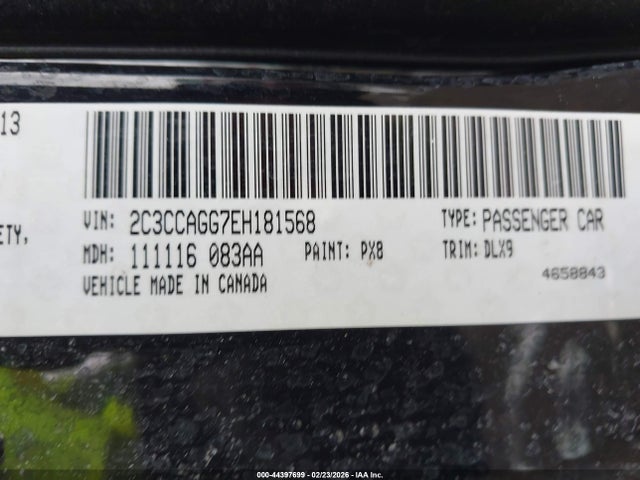 13
ETY,
VIN: 2C3CCAGG7EH181568
TYPE: PASSENGER CAR
MDH: 111116 083AA
PAINT: PX8
TRIM: DLX9
VEHICLE MADE IN CANADA
4658843
000-44397699 - 02/23/2026 - IAA Inc.